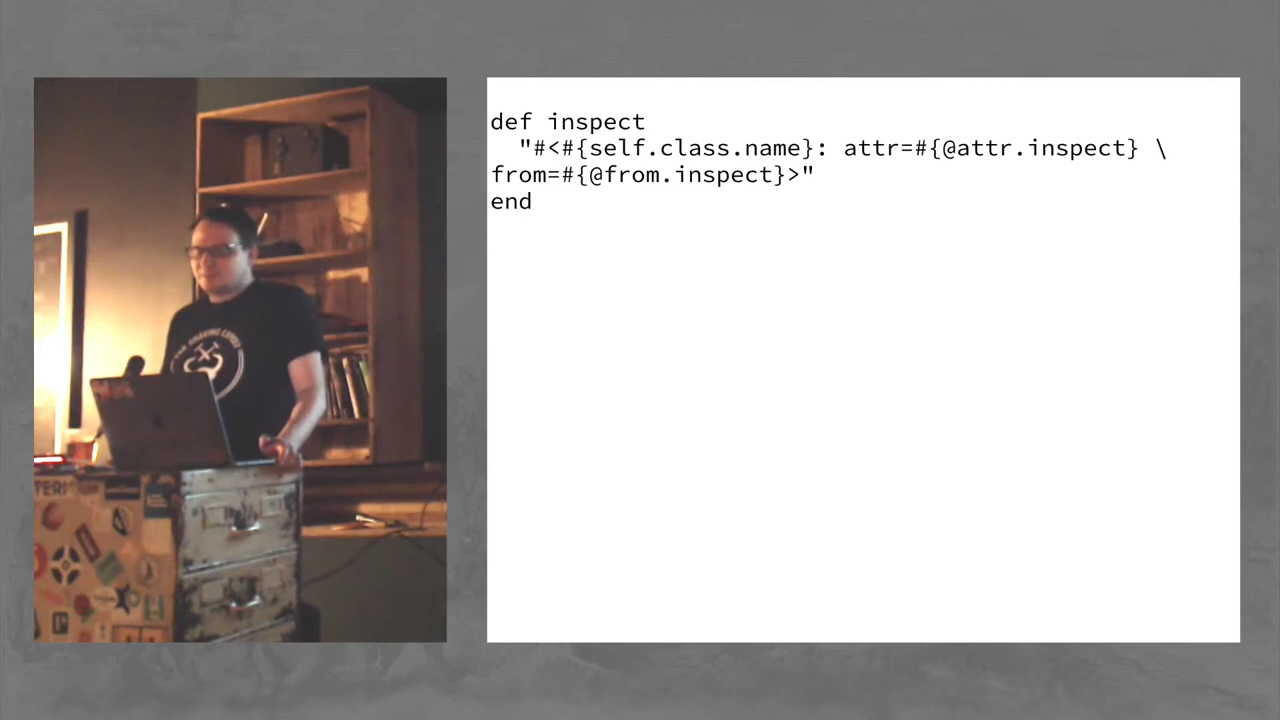 def inspect
  "#<#{self.class.name}: attr=#{@attr.inspect} \
from=#{@from.inspect}>"
end